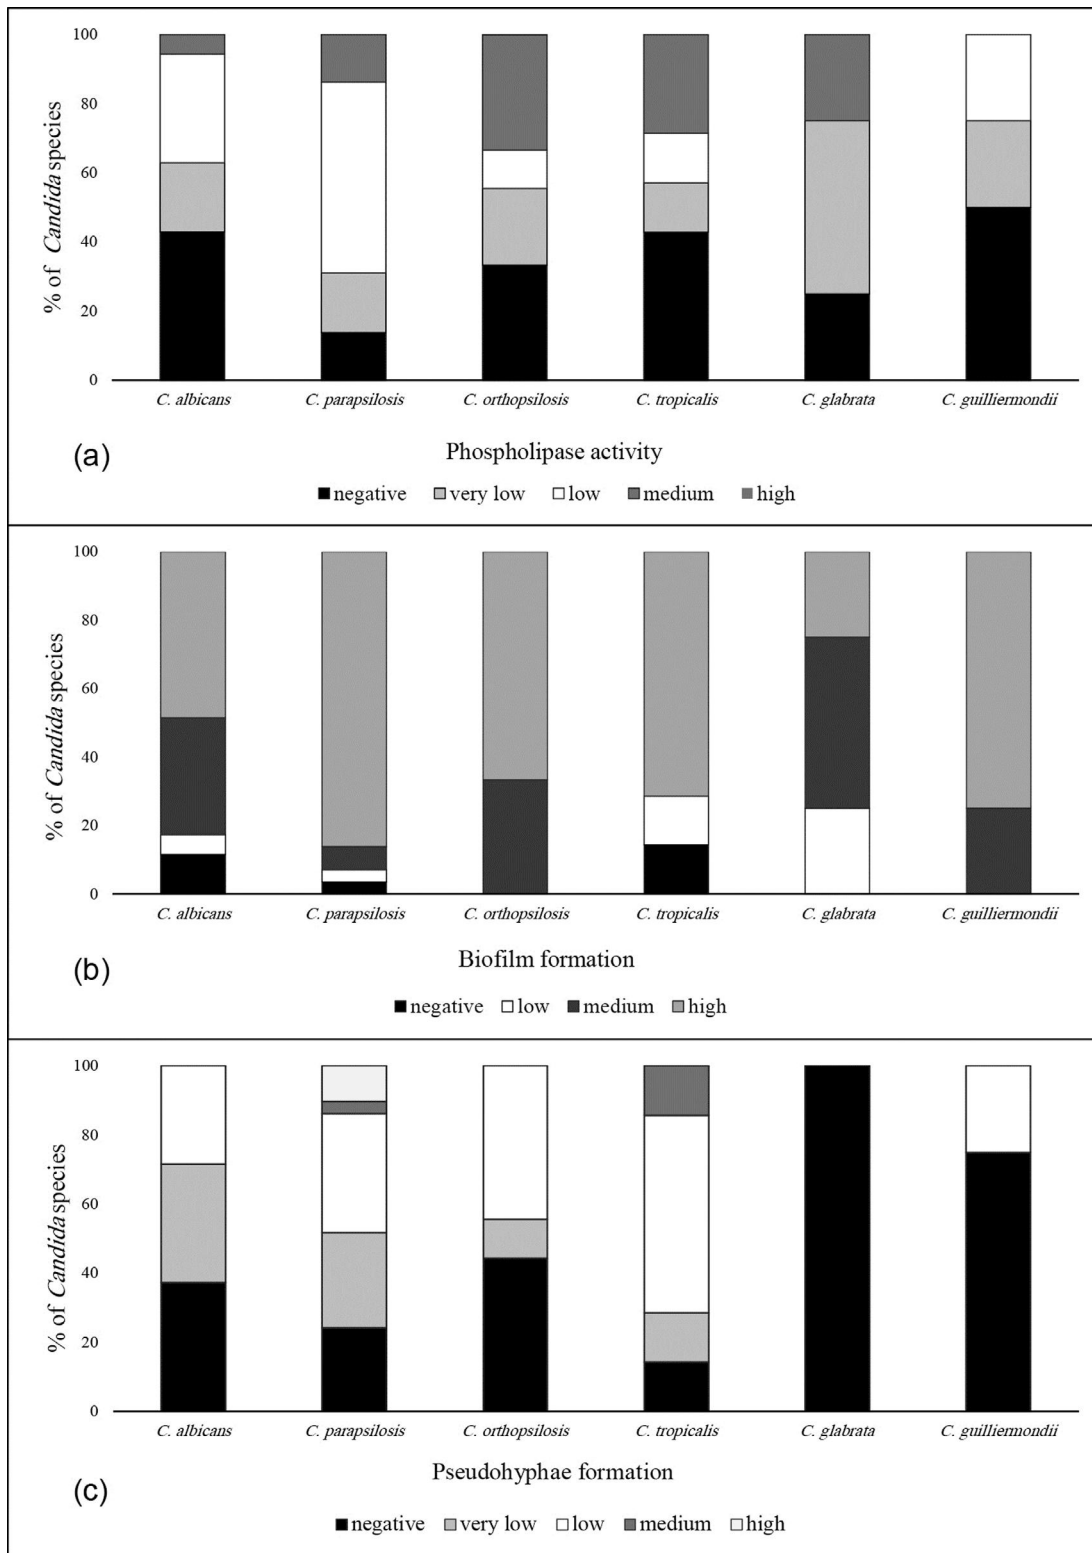 100
80
60
40
20
0
% of Candida species
C. albicans C. parapsilosis C. orthopsilosis C. tropicalis C. glabrata C. guilliermondii
(a)
Phospholipase activity
negative very low low medium high
100
80
60
40
20
0
% of Candida species
C. albicans C. parapsilosis C. orthopsilosis C. tropicalis C. glabrata C. guilliermondii
(b)
Biofilm formation
negative low medium high
100
80
60
40
20
0
% of Candida species
C. albicans C. parapsilosis C. orthopsilosis C. tropicalis C. glabrata C. guilliermondii
(c)
Pseudohyphae formation
negative very low low medium high